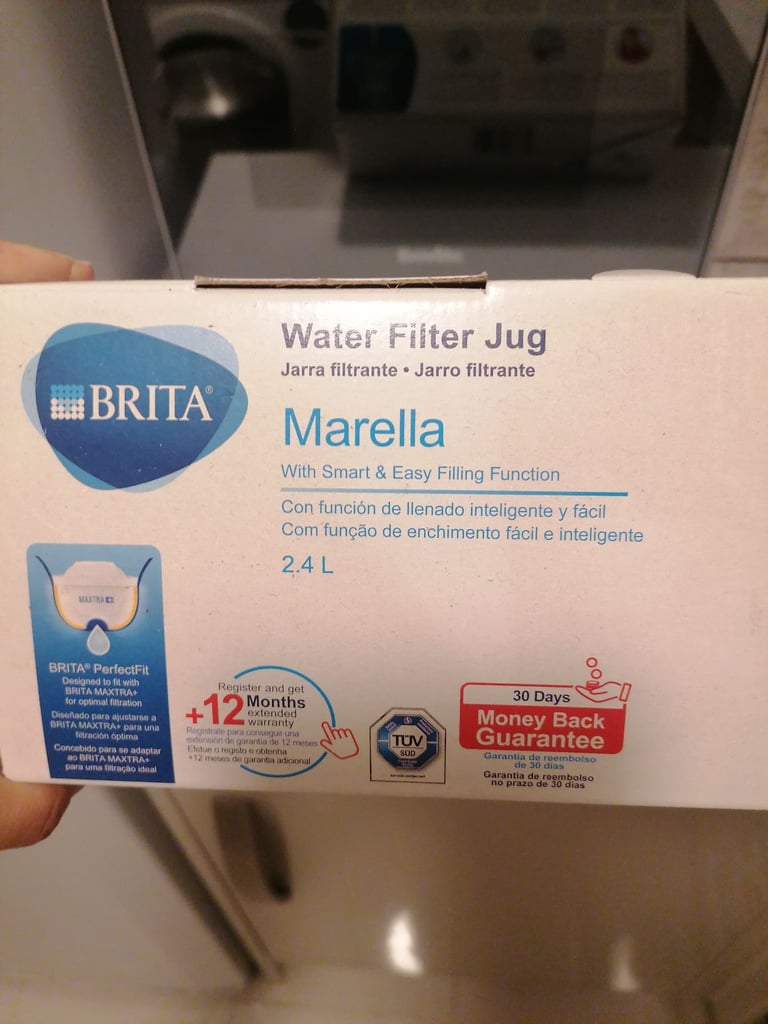 BRITA®
Water Filter Jug
Jarra filtrante • Jarro filtrante
Marella
With Smart & Easy Filling Function
Con función de llenado inteligente y fácil
Com função de enchimento fácil e inteligente
2.4 L
MAXTRA+
BRITA® PerfectFit
Designed to fit with
BRITA MAXTRA+
for optimal filtration
Diseñado para ajustarse a
BRITA MAXTRA+ para una
filtración óptima
Concebido para se adaptar
ao BRITA MAXTRA+
para uma filtração ideal
Register and get
+12 Months
extended
warranty
Regístrate para conseguir una
extensión de garantía de 12 meses
Efetue o registo e obtenha
+12 meses de garantia adicional
TÜV
SÜD
30 Days
Money Back
Guarantee
Garantía de reembolso
de 30 días
Garantia de reembolso
no prazo de 30 dias